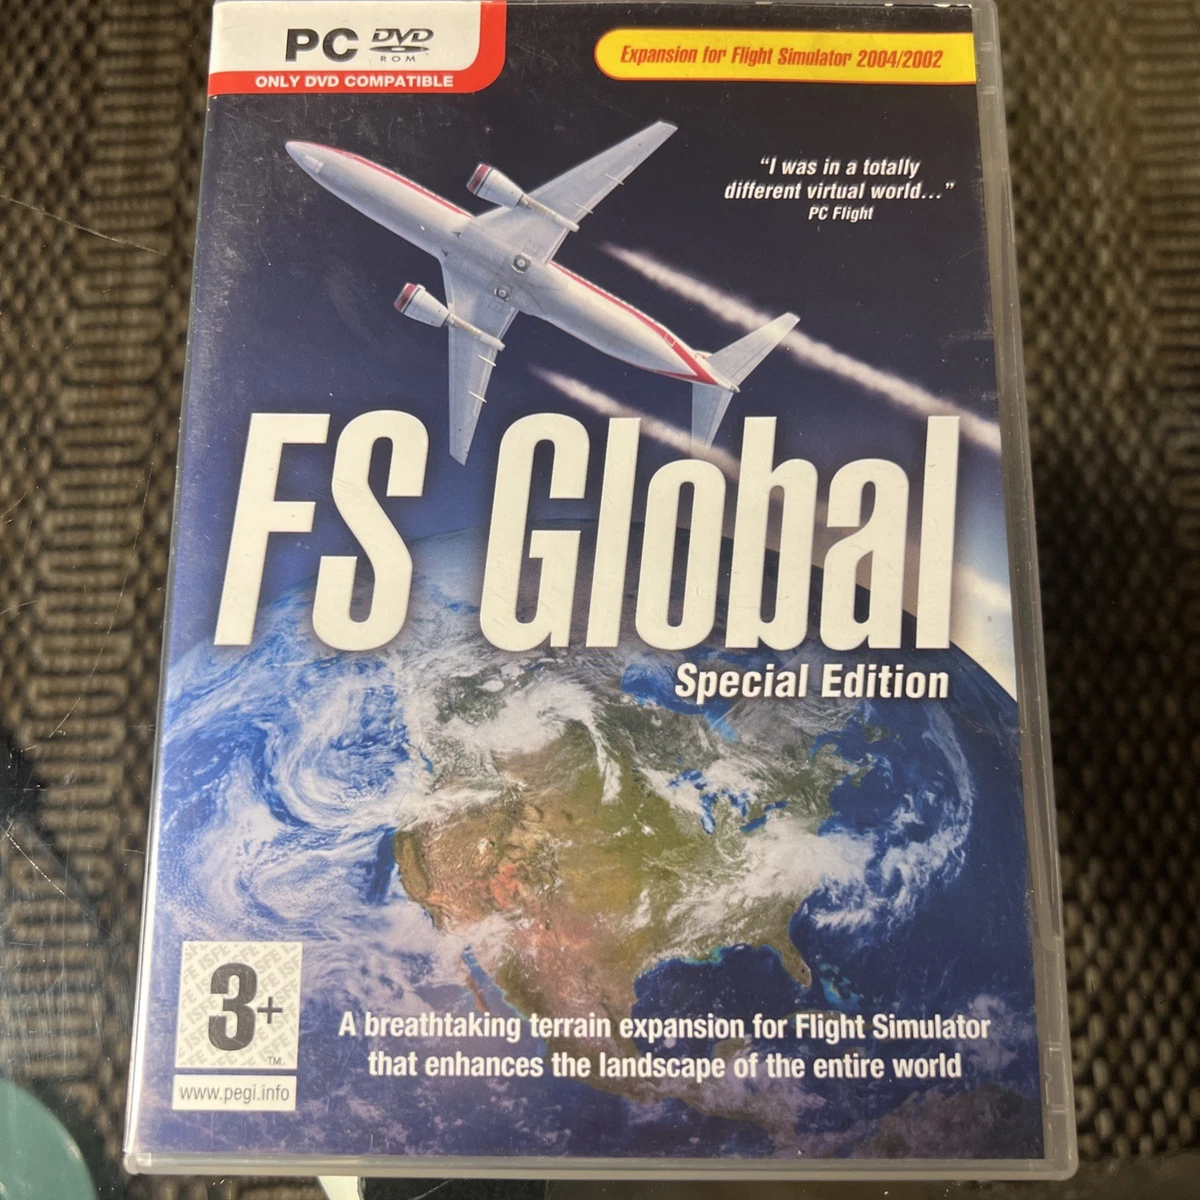 PC DVD
ROM
ONLY DVD COMPATIBLE
Expansion for Flight Simulator 2004/2002
"I was in a totally
different virtual world..."
PC Flight
FS Global
Special Edition
3+
TM
www.pegi.info
A breathtaking terrain expansion for Flight Simulator
that enhances the landscape of the entire world